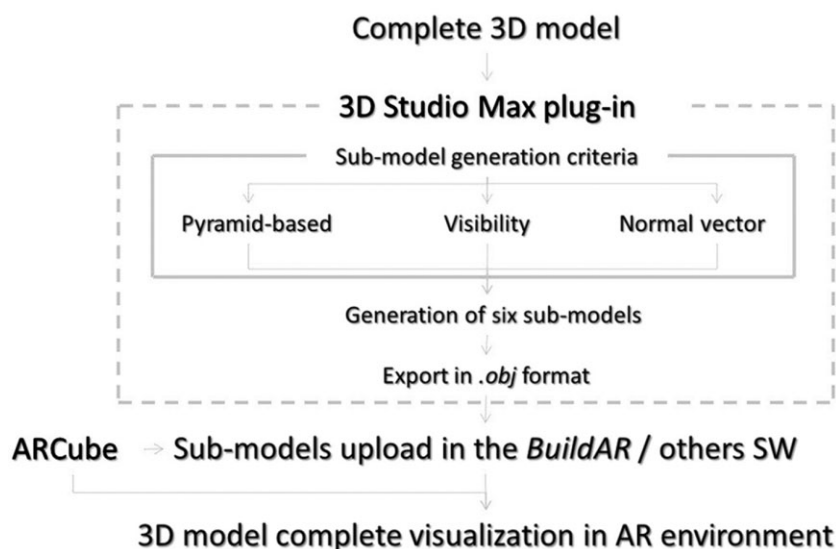 Complete 3D model
3D Studio Max plug-in
Sub-model generation criteria
Pyramid-based Visibility Normal vector
Generation of six sub-models
Export in .obj format
ARCube Sub-models upload in the BuildAR / others SW
3D model complete visualization in AR environment